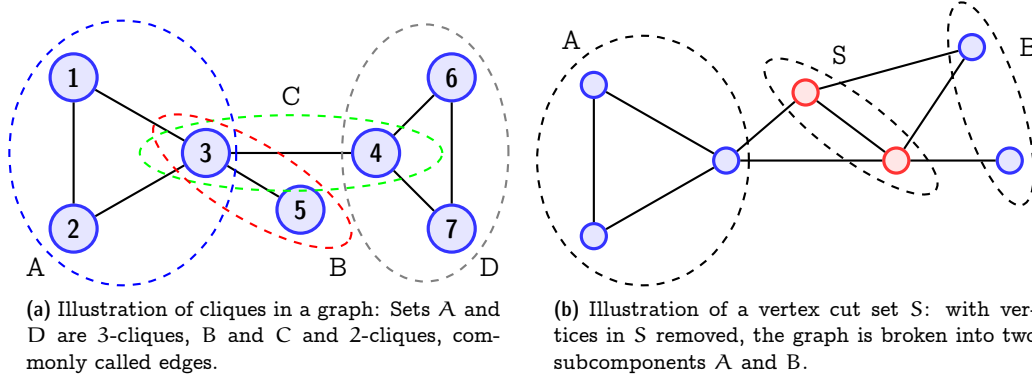 A
S
B
C
1
6
3
4
2
5
7
A
B
D
(a) Illustration of cliques in a graph: Sets A and
D are 3-cliques, B and C and 2-cliques, com-
monly called edges.
(b) Illustration of a vertex cut set S: with ver-
tices in S removed, the graph is broken into two
subcomponents A and B.